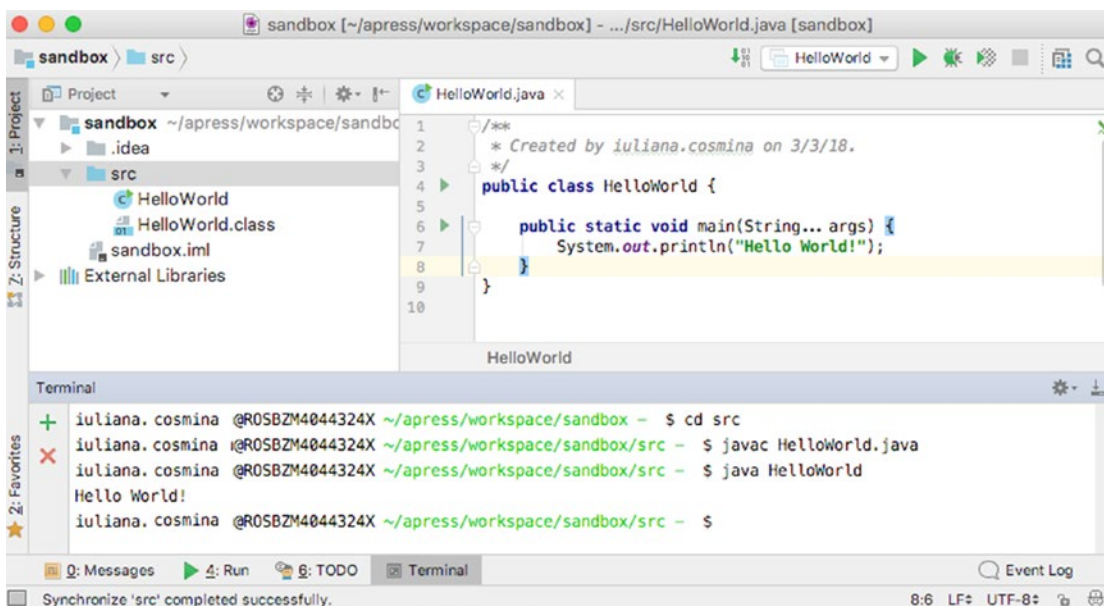 sandbox [~/apress/workspace/sandbox] - .../src/HelloWorld.java [sandbox]
sandbox src
HelloWorld
1: Project
Z: Structure
2: Favorites
Project
sandbox ~/apress/workspace/sandbo
.idea
src
HelloWorld
HelloWorld.class
sandbox.iml
External Libraries
HelloWorld.java
1 /**
2 * Created by iuliana.cosmina on 3/3/18.
3 */
4 public class HelloWorld {
5
6 public static void main(String... args) {
7 System.out.println("Hello World!");
8 }
9 }
10
HelloWorld
Terminal
iuliana.cosmina @ROSBZM4044324X ~/apress/workspace/sandbox – $ cd src
iuliana.cosmina @ROSBZM4044324X ~/apress/workspace/sandbox/src – $ javac HelloWorld.java
iuliana.cosmina @ROSBZM4044324X ~/apress/workspace/sandbox/src – $ java HelloWorld
Hello World!
iuliana.cosmina @ROSBZM4044324X ~/apress/workspace/sandbox/src – $
0: Messages 4: Run 6: TODO Terminal Event Log
Synchronize 'src' completed successfully. 8:6 LF UTF-8